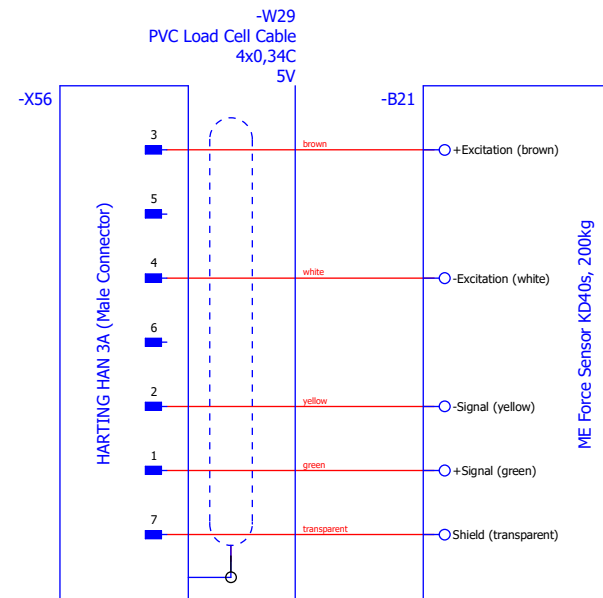 -W29
PVC Load Cell Cable
4x0,34C
5V
-X56
-B21
HARTING HAN 3A (Male Connector)
3
brown
+Excitation (brown)
5
4
white
-Excitation (white)
6
2
yellow
-Signal (yellow)
1
green
+Signal (green)
7
transparent
Shield (transparent)
ME Force Sensor KD40s, 200kg